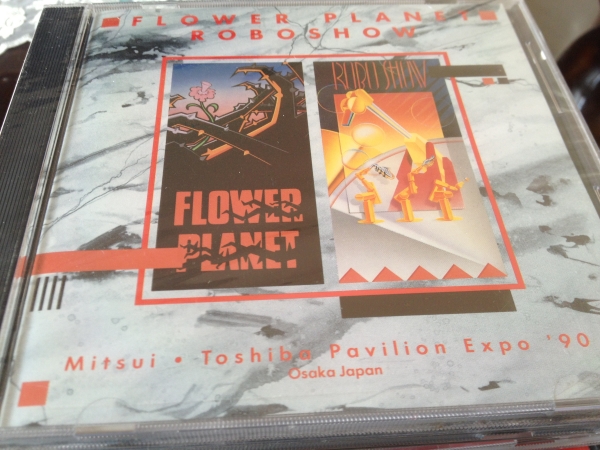 FLOWER PLANET
ROBOSHOW
ROBOSHOW
FLOWER
PLANET
Mitsui • Toshiba Pavilion Expo '90
Osaka Japan